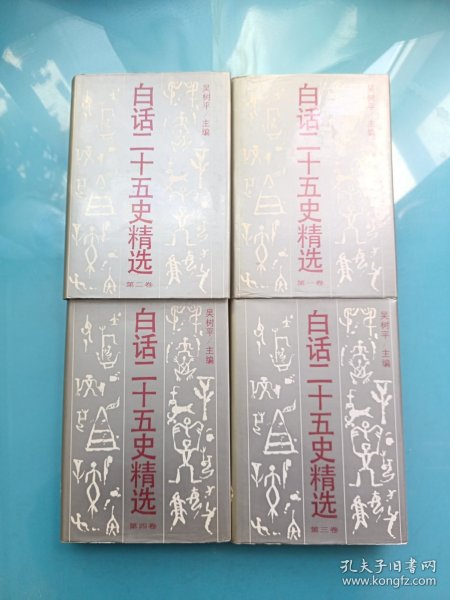 吴树平 主编
白话二十五史精选
第二卷
吴树平 主编
白话二十五史精选
第一卷
吴树平 主编
白话二十五史精选
第四卷
吴树平 主编
白话二十五史精选
第三卷
孔夫子旧书网
www.kongfz.com